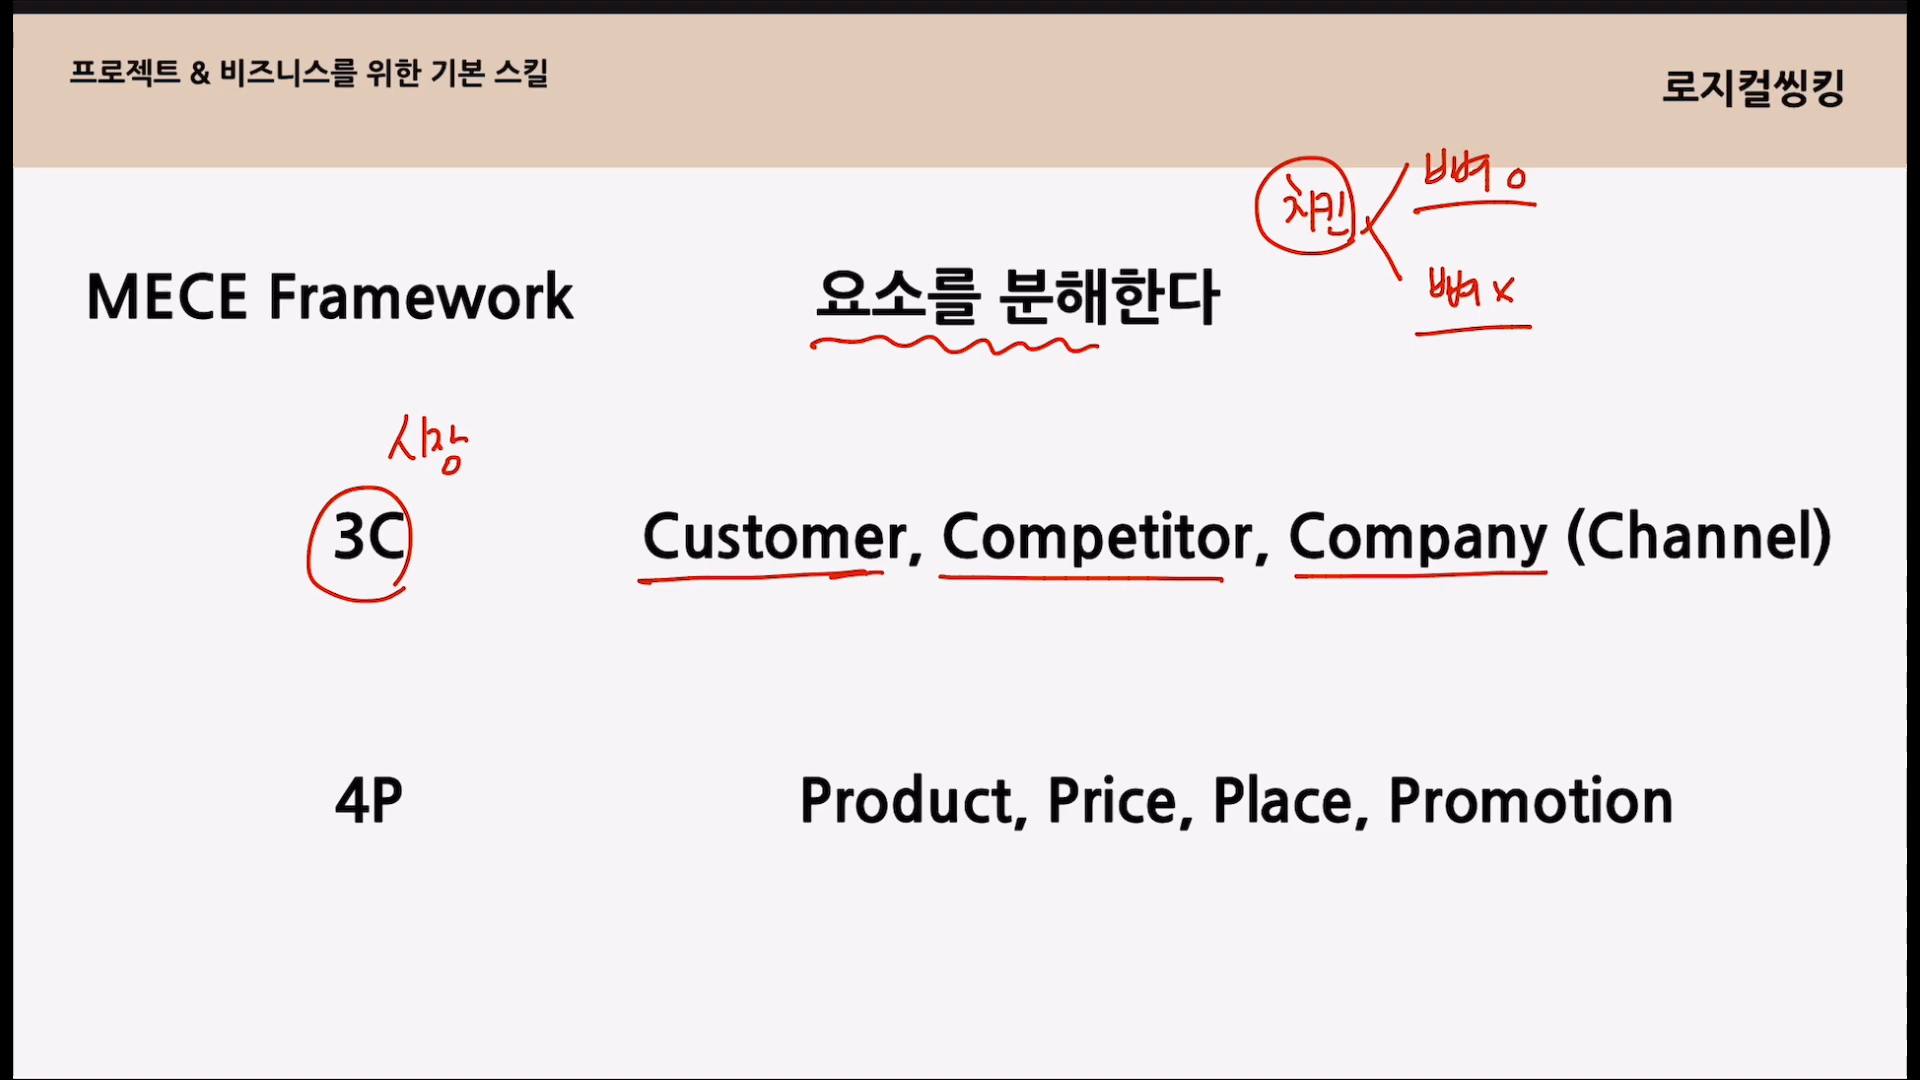 프로젝트 & 비즈니스를 위한 기본 스킬
로지컬씽킹
치킨
뼈 o
뼈 x
MECE Framework
요소를 분해한다
시장
3C
Customer, Competitor, Company (Channel)
4P
Product, Price, Place, Promotion